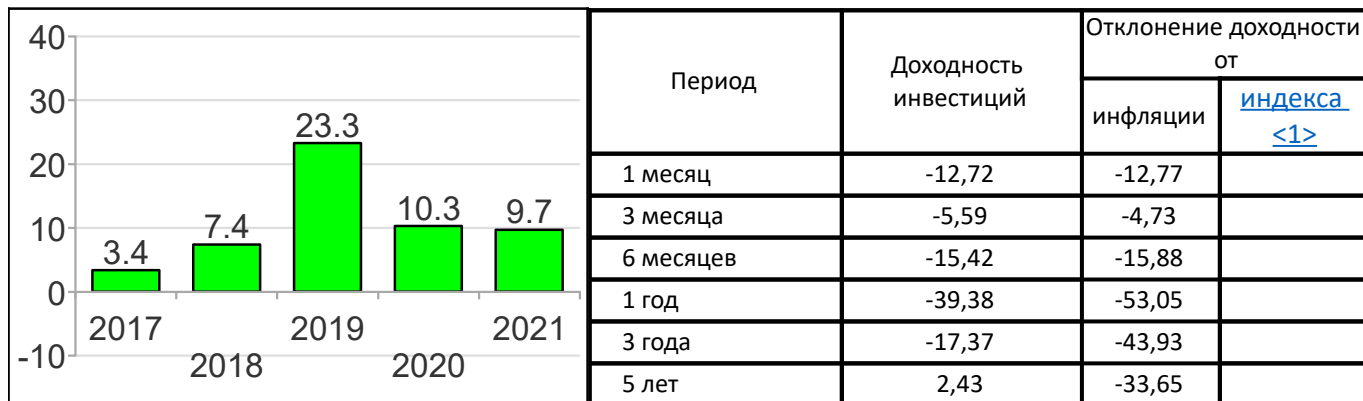 40
30
20
10
0
-10
3.4
7.4
23.3
10.3
9.7
2017
2018
2019
2020
2021
Период
Доходность
инвестиций
Отклонение доходности
от
инфляции
индекса
<1>
1 месяц -12,72 -12,77
3 месяца -5,59 -4,73
6 месяцев -15,42 -15,88
1 год -39,38 -53,05
3 года -17,37 -43,93
5 лет 2,43 -33,65